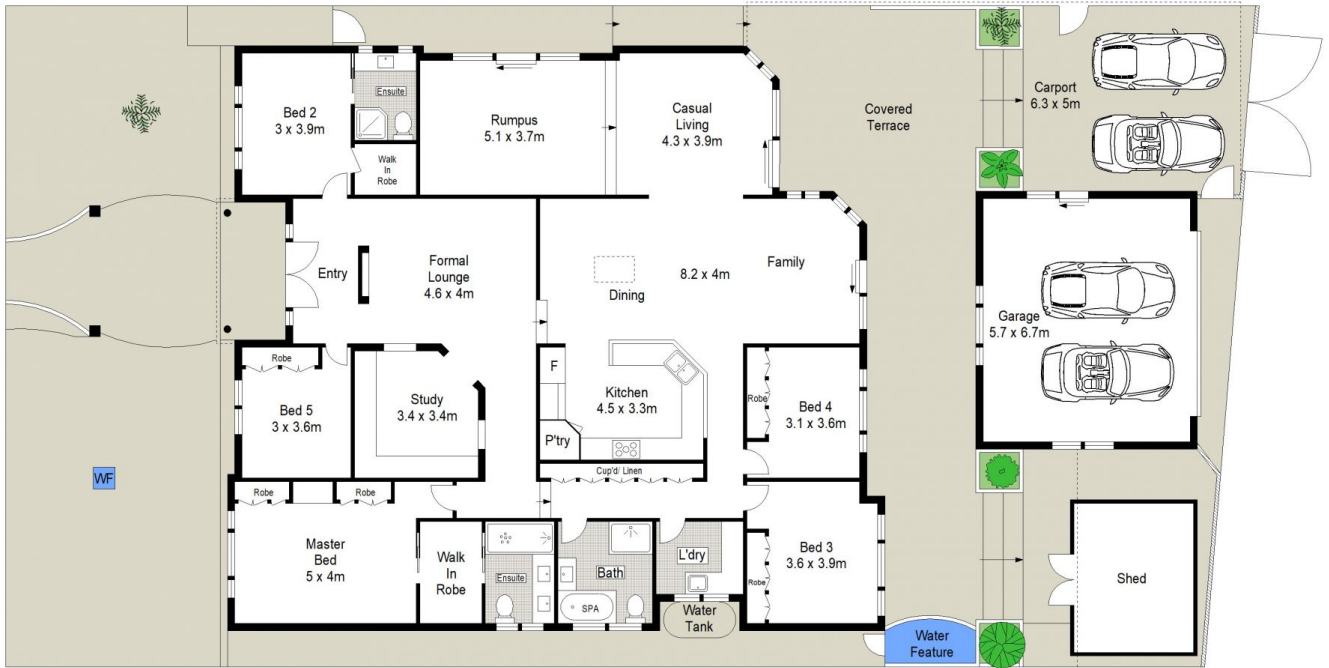 Bed 2
3 x 3.9m
Ensuite
Walk
In
Robe
Rumpus
5.1 x 3.7m
Casual
Living
4.3 x 3.9m
Covered
Terrace
Carport
6.3 x 5m
Entry
Formal
Lounge
4.6 x 4m
Dining
8.2 x 4m
Family
Garage
5.7 x 6.7m
Robe
Bed 5
3 x 3.6m
Study
3.4 x 3.4m
F
P'try
Kitchen
4.5 x 3.3m
Robe
Bed 4
3.1 x 3.6m
WF
Robe
Robe
Master
Bed
5 x 4m
Walk
In
Robe
Ensuite
Cup'd/ Linen
Bath
SPA
L'dry
Water
Tank
Robe
Bed 3
3.6 x 3.9m
Water
Feature
Shed